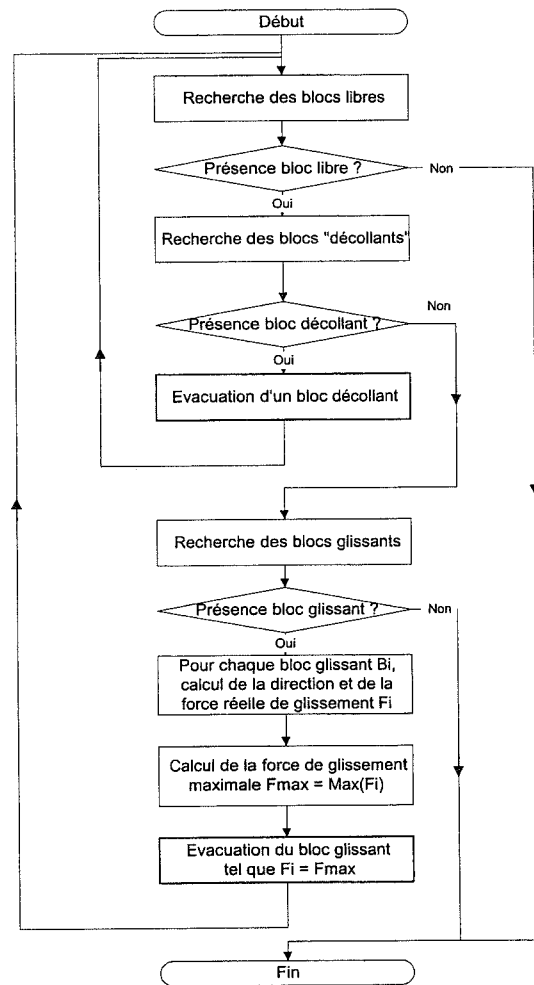 Début
Recherche des blocs libres
Présence bloc libre ?
Non
Oui
Recherche des blocs "décollants"
Non
Présence bloc décollant ?
Oui
Evacuation d'un bloc décollant
Recherche des blocs glissants
Présence bloc glissant ?
Non
Oui
Pour chaque bloc glissant Bi,
calcul de la direction et de la
force réelle de glissement Fi
Calcul de la force de glissement
maximale Fmax = Max(Fi)
Evacuation du bloc glissant
tel que Fi = Fmax
Fin